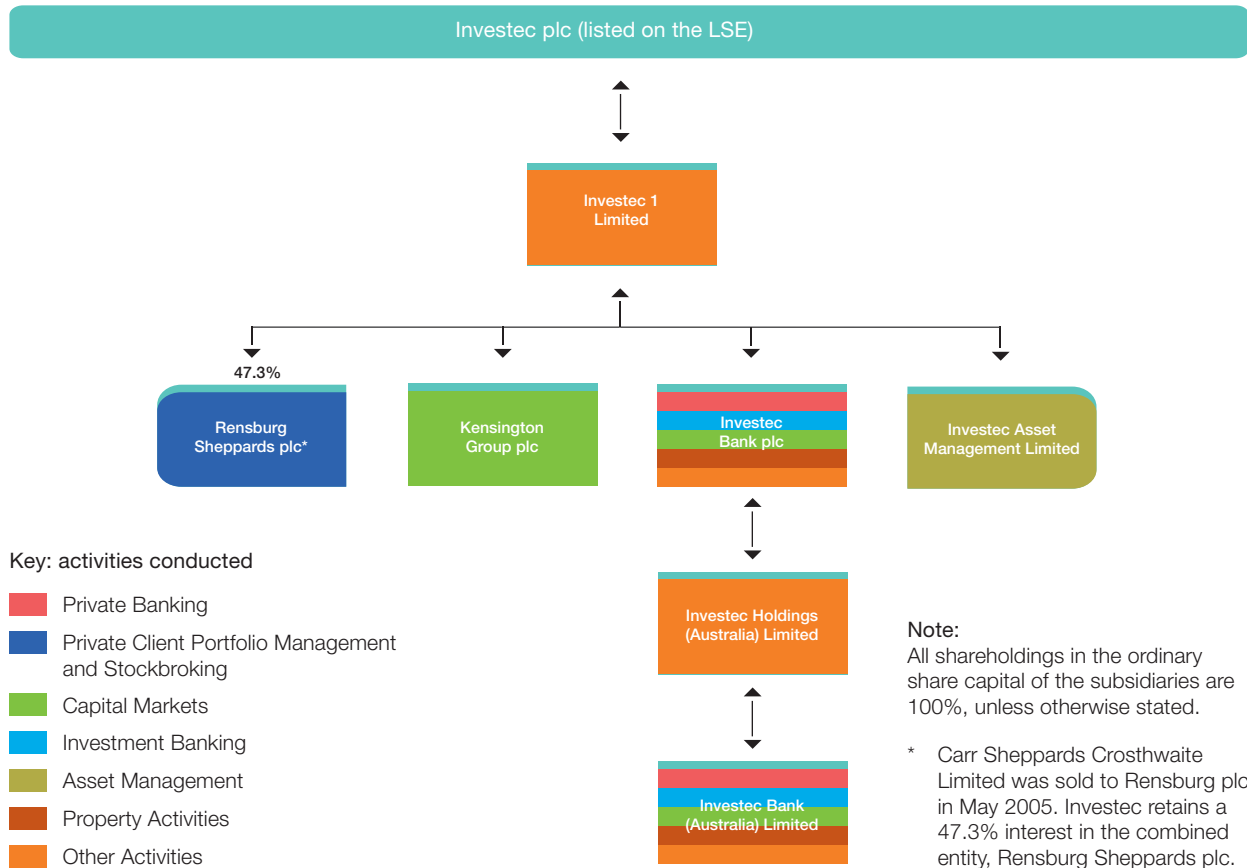 Investec plc (listed on the LSE)
Investec 1
Limited
47.3%
Rensburg
Sheppards plc*
Kensington
Group plc
Investec
Bank plc
Investec Asset
Management Limited
Investec Holdings
(Australia) Limited
Investec Bank
(Australia) Limited
Key: activities conducted
Private Banking
Private Client Portfolio Management
and Stockbroking
Capital Markets
Investment Banking
Asset Management
Property Activities
Other Activities
Note:
All shareholdings in the ordinary
share capital of the subsidiaries are
100%, unless otherwise stated.
* Carr Sheppards Crosthwaite
Limited was sold to Rensburg plc
in May 2005. Investec retains a
47.3% interest in the combined
entity, Rensburg Sheppards plc.